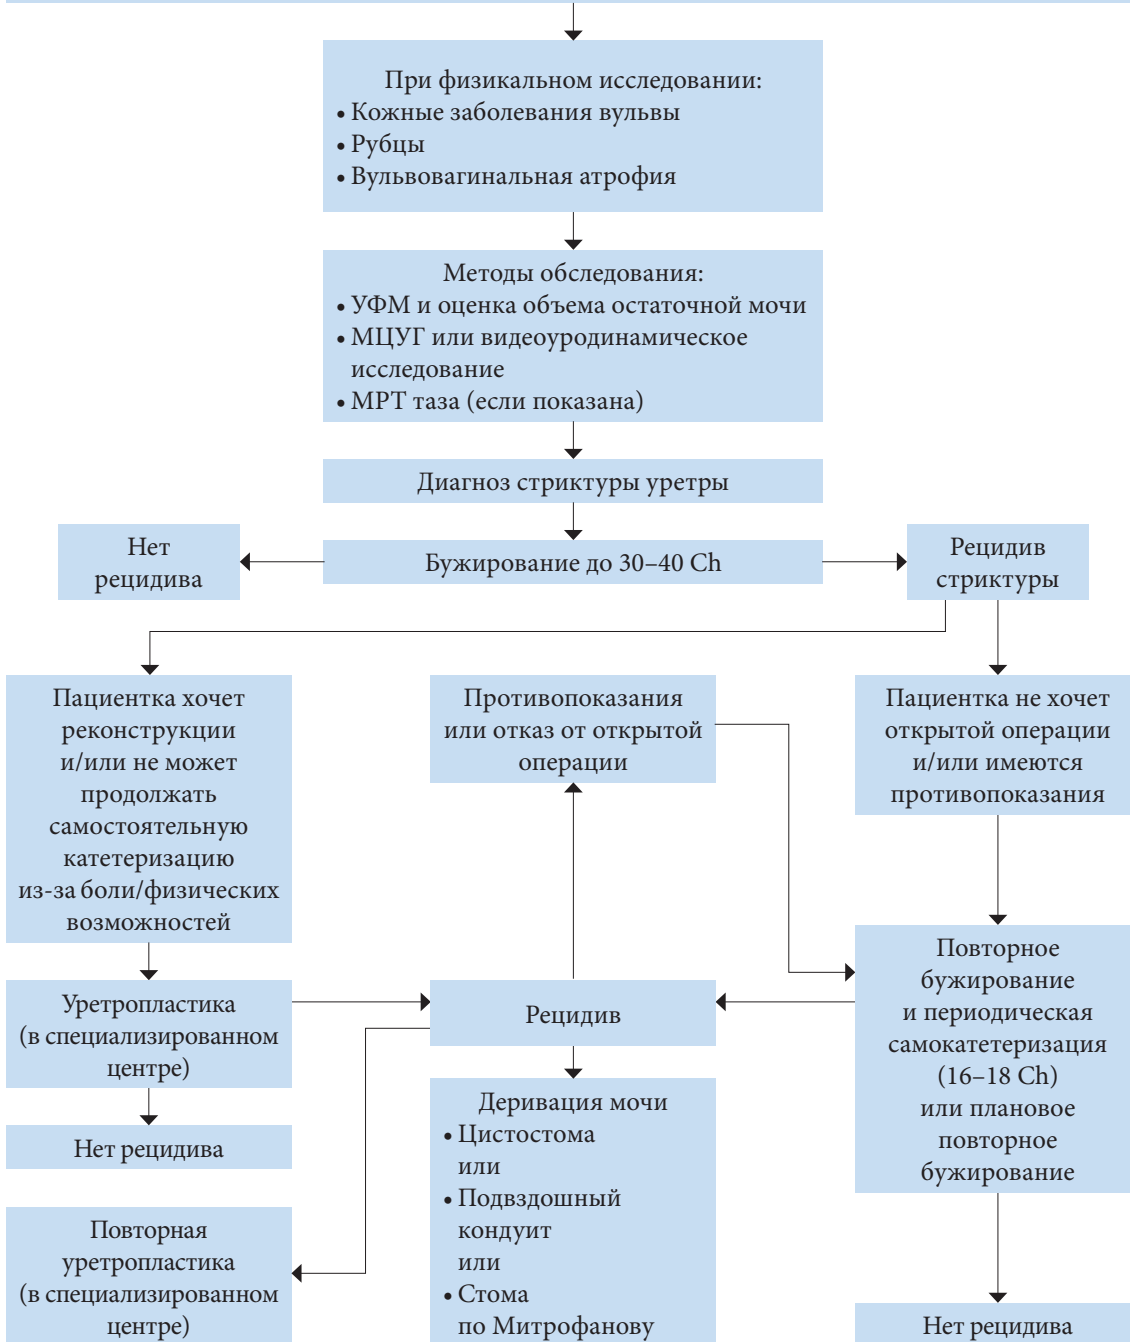 При физикальном исследовании:
• Кожные заболевания вульвы
• Рубцы
• Вульвовагинальная атрофия
Методы обследования:
• УФМ и оценка объема остаточной мочи
• МЦУГ или видеоуродинамическое
исследование
• МРТ таза (если показана)
Диагноз стриктуры уретры
Нет
рецидива
Бужирование до 30–40 Ch
Рецидив
стриктуры
Пациентка хочет
реконструкции
и/или не может
продолжать
самостоятельную
катетеризацию
из-за боли/физических
возможностей
Противопоказания
или отказ от открытой
операции
Пациентка не хочет
открытой операции
и/или имеются
противопоказания
Уретропластика
(в специализированном
центре)
Рецидив
Повторное
бужирование
и периодическая
самокатетеризация
(16–18 Ch)
или плановое
повторное
бужирование
Нет рецидива
Деривация мочи
• Цистостома
или
• Подвздошный
кондуит
или
• Стома
по Митрофанову
Повторная
уретропластика
(в специализированном
центре)
Нет рецидива